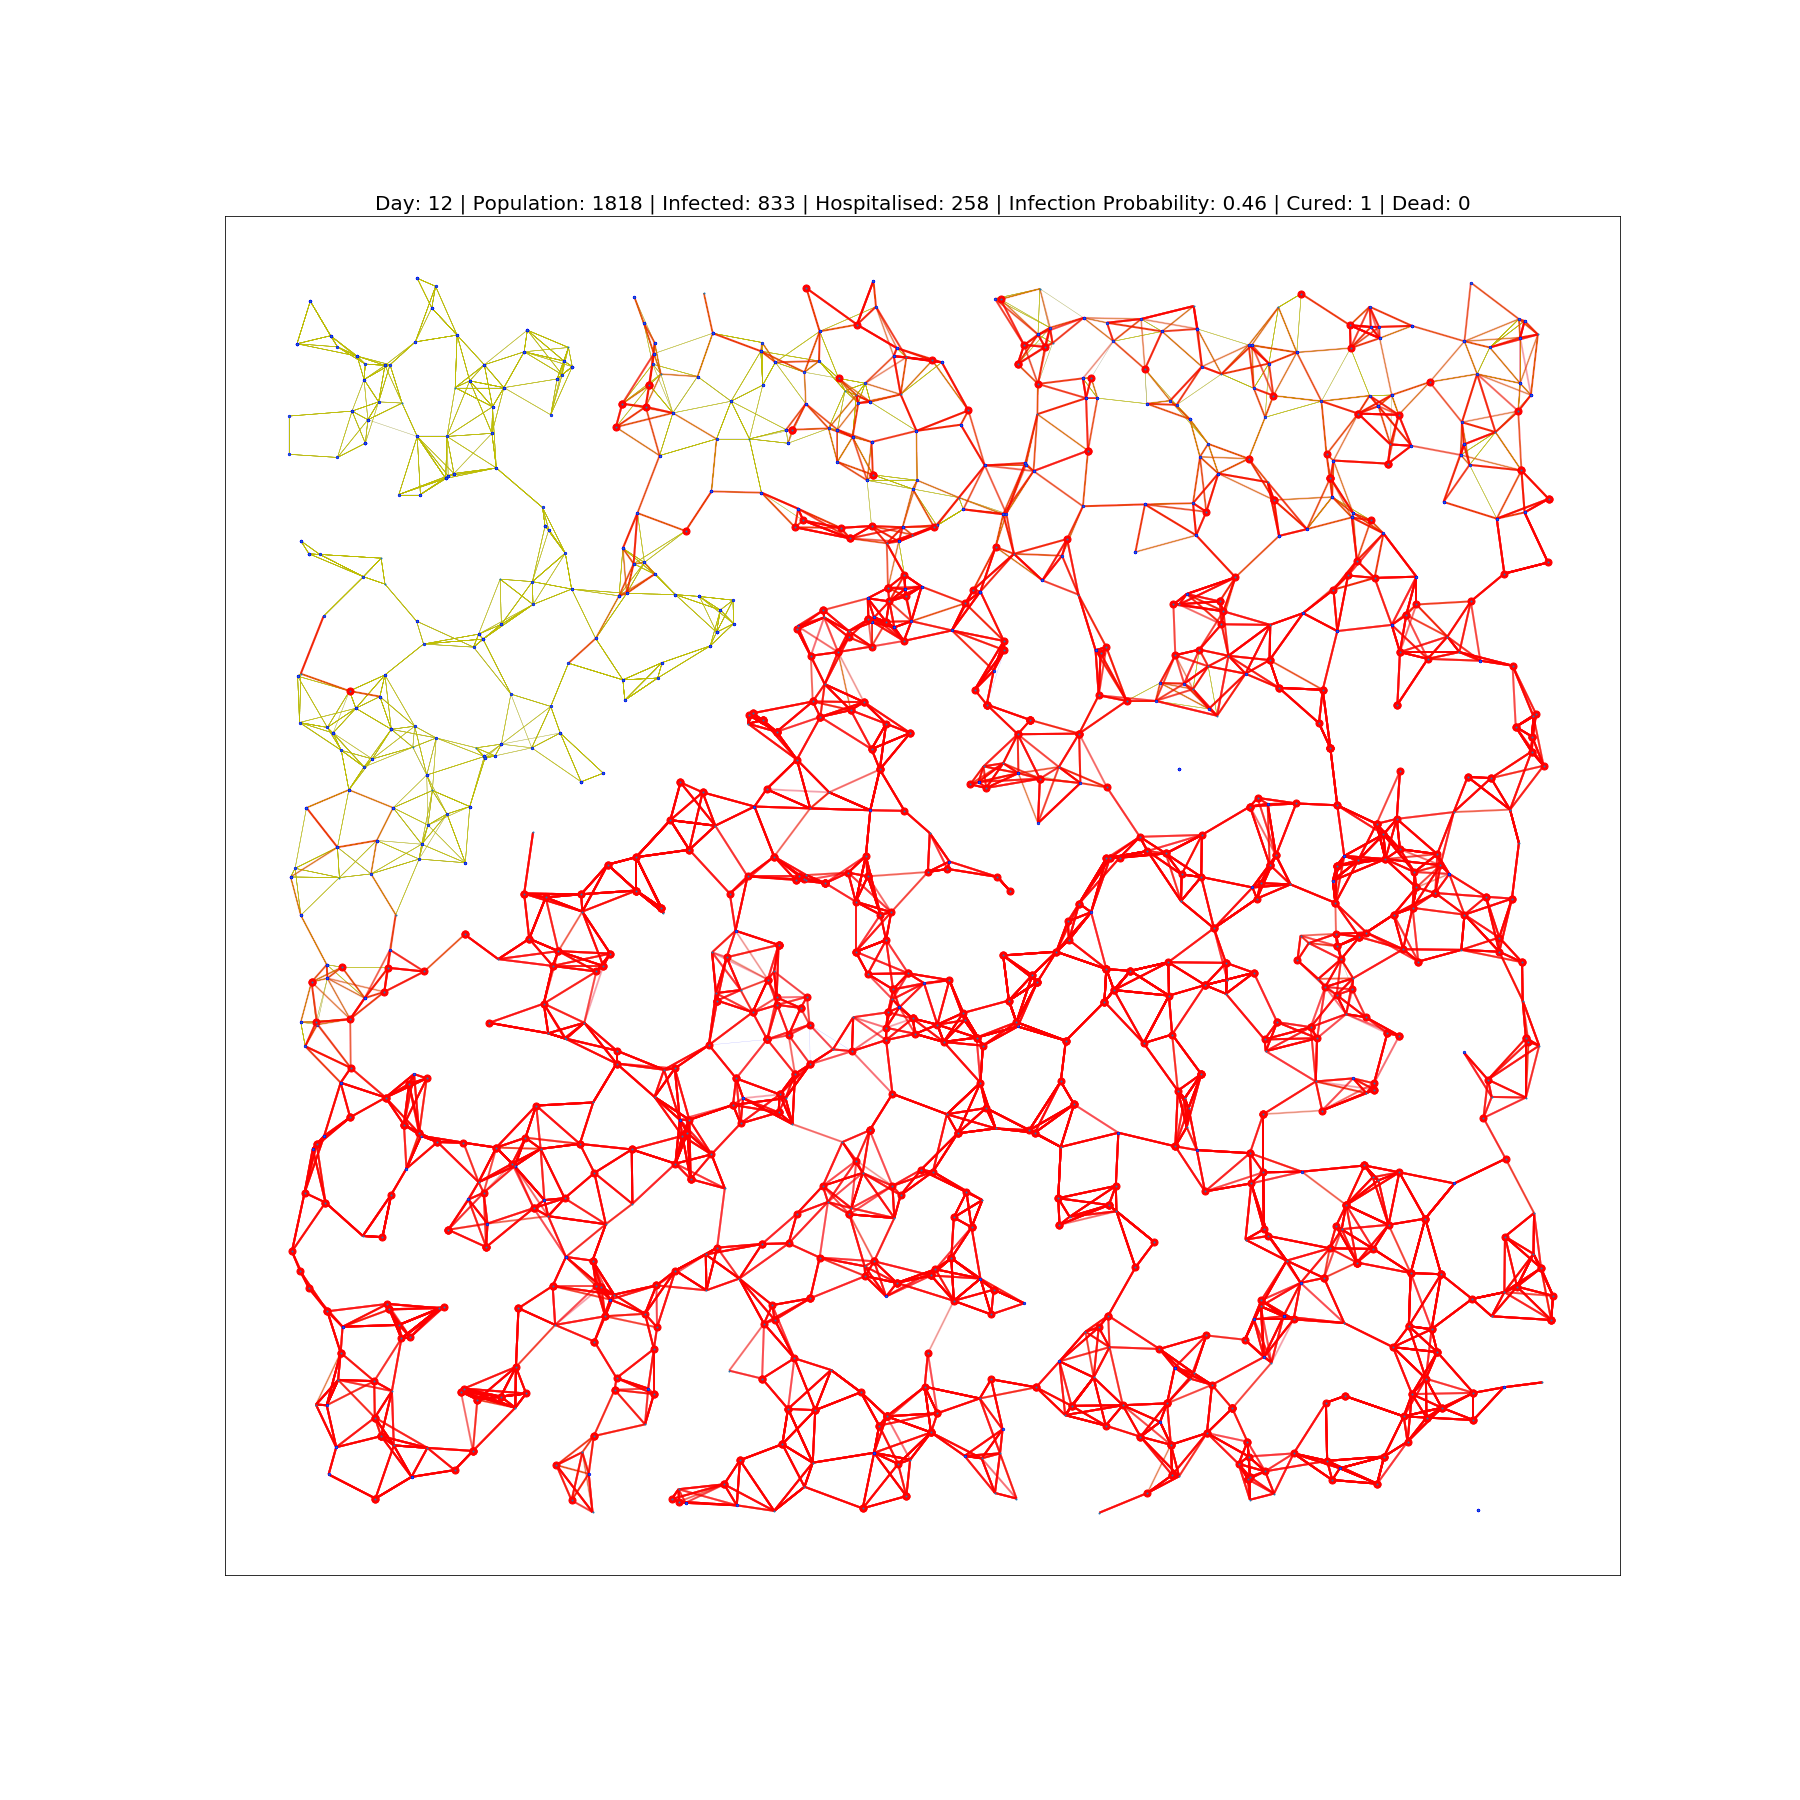 Day: 12 | Population: 1818 | Infected: 833 | Hospitalised: 258 | Infection Probability: 0.46 | Cured: 1 | Dead: 0